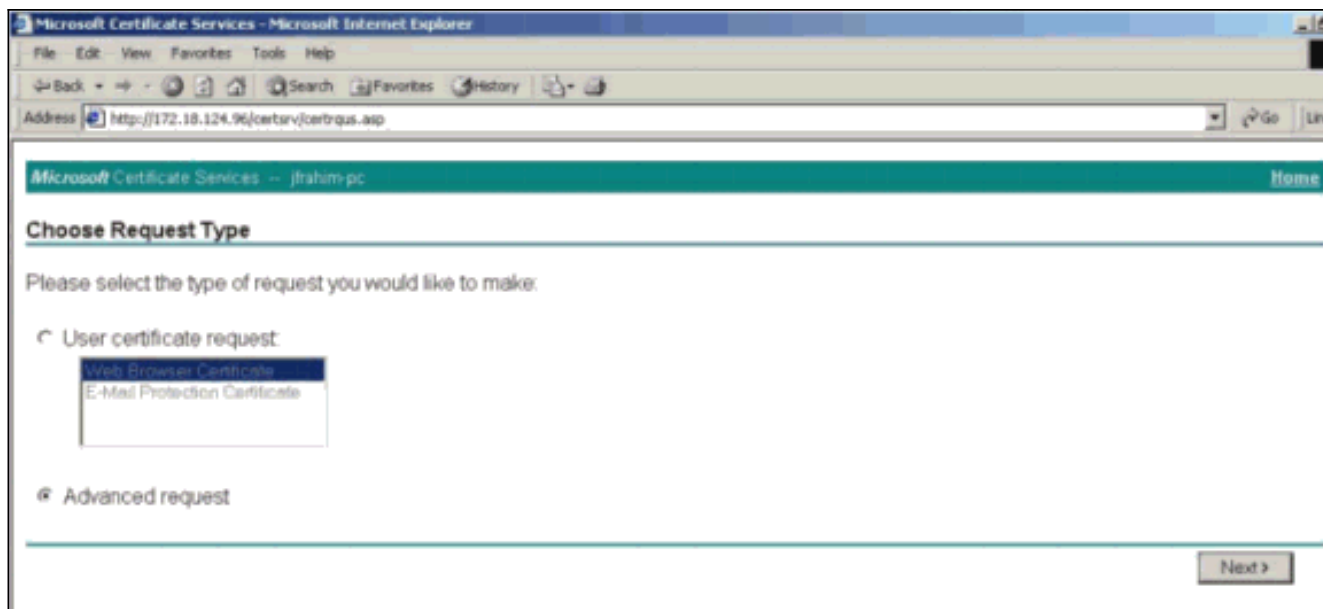 Microsoft Certificate Services - Microsoft Internet Explorer
File Edit View Favorites Tools Help
Back Search Favorites History
Address http://172.18.124.96/certsrv/certrqus.asp Go
Microsoft Certificate Services -- jfrahim-pc Home
Choose Request Type
Please select the type of request you would like to make:
User certificate request:
Web Browser Certificate
E-Mail Protection Certificate
Advanced request
Next >